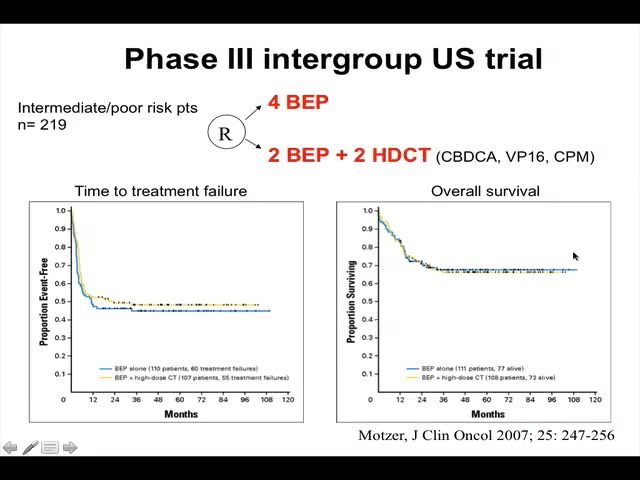 Phase III intergroup US trial
Intermediate/poor risk pts
n= 219
R
4 BEP
2 BEP + 2 HDCT (CBDCA, VP16, CPM)
Time to treatment failure
Overall survival
Proportion Event-Free
1.0
0.9
0.8
0.7
0.6
0.5
0.4
0.3
0.2
0.1
BEP alone (110 patients, 60 treatment failures)
BEP + high-dose CT (107 patients, 55 treatment failures)
0 12 24 36 48 60 72 84 96 108 120
Months
Proportion Surviving
1.0
0.9
0.8
0.7
0.6
0.5
0.4
0.3
0.2
0.1
BEP alone (111 patients, 77 alive)
BEP + high-dose CT (108 patients, 73 alive)
0 12 24 36 48 60 72 84 96 108 120
Months
Motzer, J Clin Oncol 2007; 25: 247-256